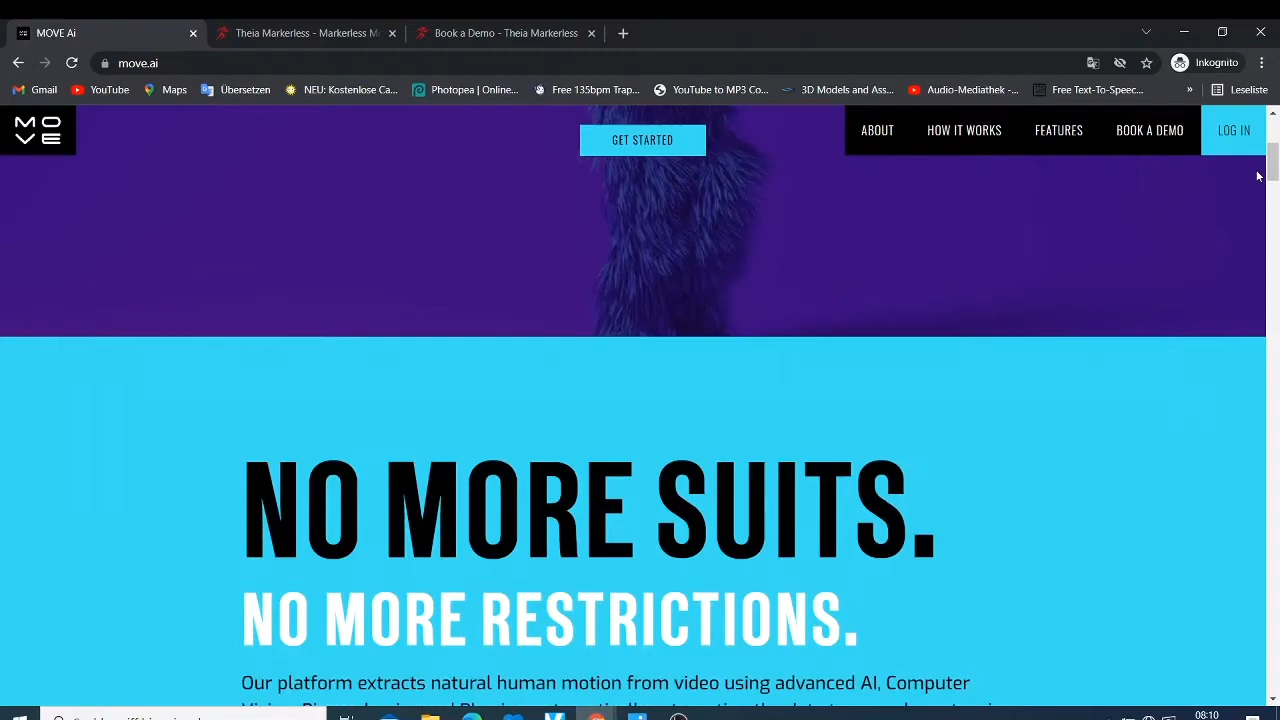 MOVE Ai
Theia Markerless - Markerless M
Book a Demo - Theia Markerless
move.ai
Inkognito
Gmail
YouTube
Maps
Übersetzen
NEU: Kostenlose Ca...
Photopea | Online...
Free 135bpm Trap...
YouTube to MP3 Co...
3D Models and Ass...
Audio-Mediathek -...
Free Text-To-Speec...
»
Leseliste
MOVE
GET STARTED
ABOUT
HOW IT WORKS
FEATURES
BOOK A DEMO
LOG IN
NO MORE SUITS.
NO MORE RESTRICTIONS.
Our platform extracts natural human motion from video using advanced AI, Computer
08:10